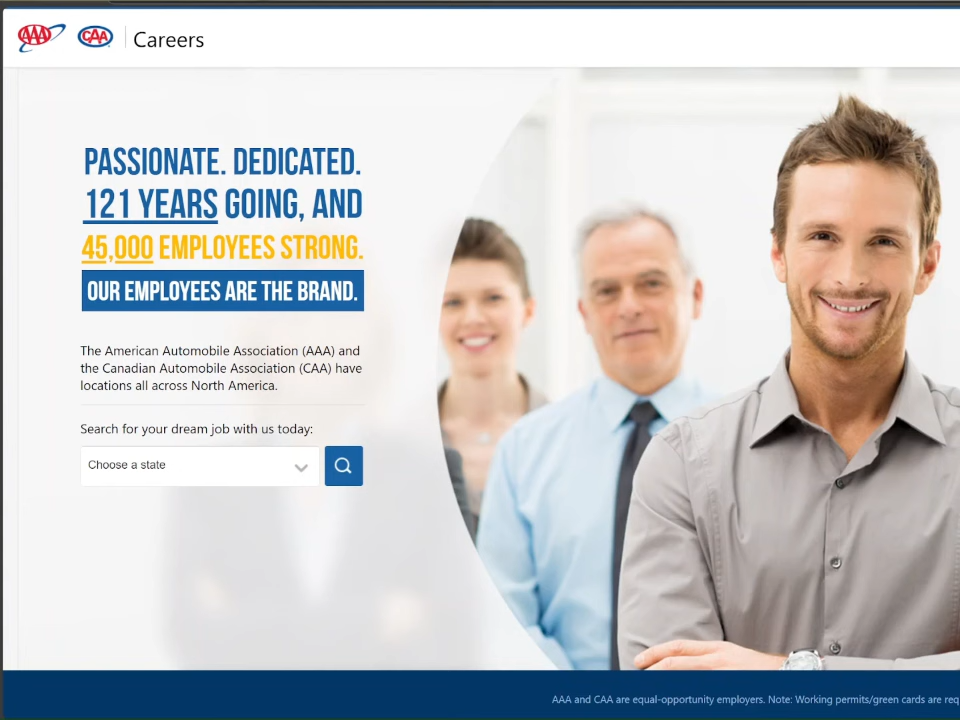 AAA CAA Careers
PASSIONATE. DEDICATED.
121 YEARS GOING, AND
45,000 EMPLOYEES STRONG.
OUR EMPLOYEES ARE THE BRAND.
The American Automobile Association (AAA) and
the Canadian Automobile Association (CAA) have
locations all across North America.
Search for your dream job with us today:
Choose a state
AAA and CAA are equal-opportunity employers. Note: Working permits/green cards are req